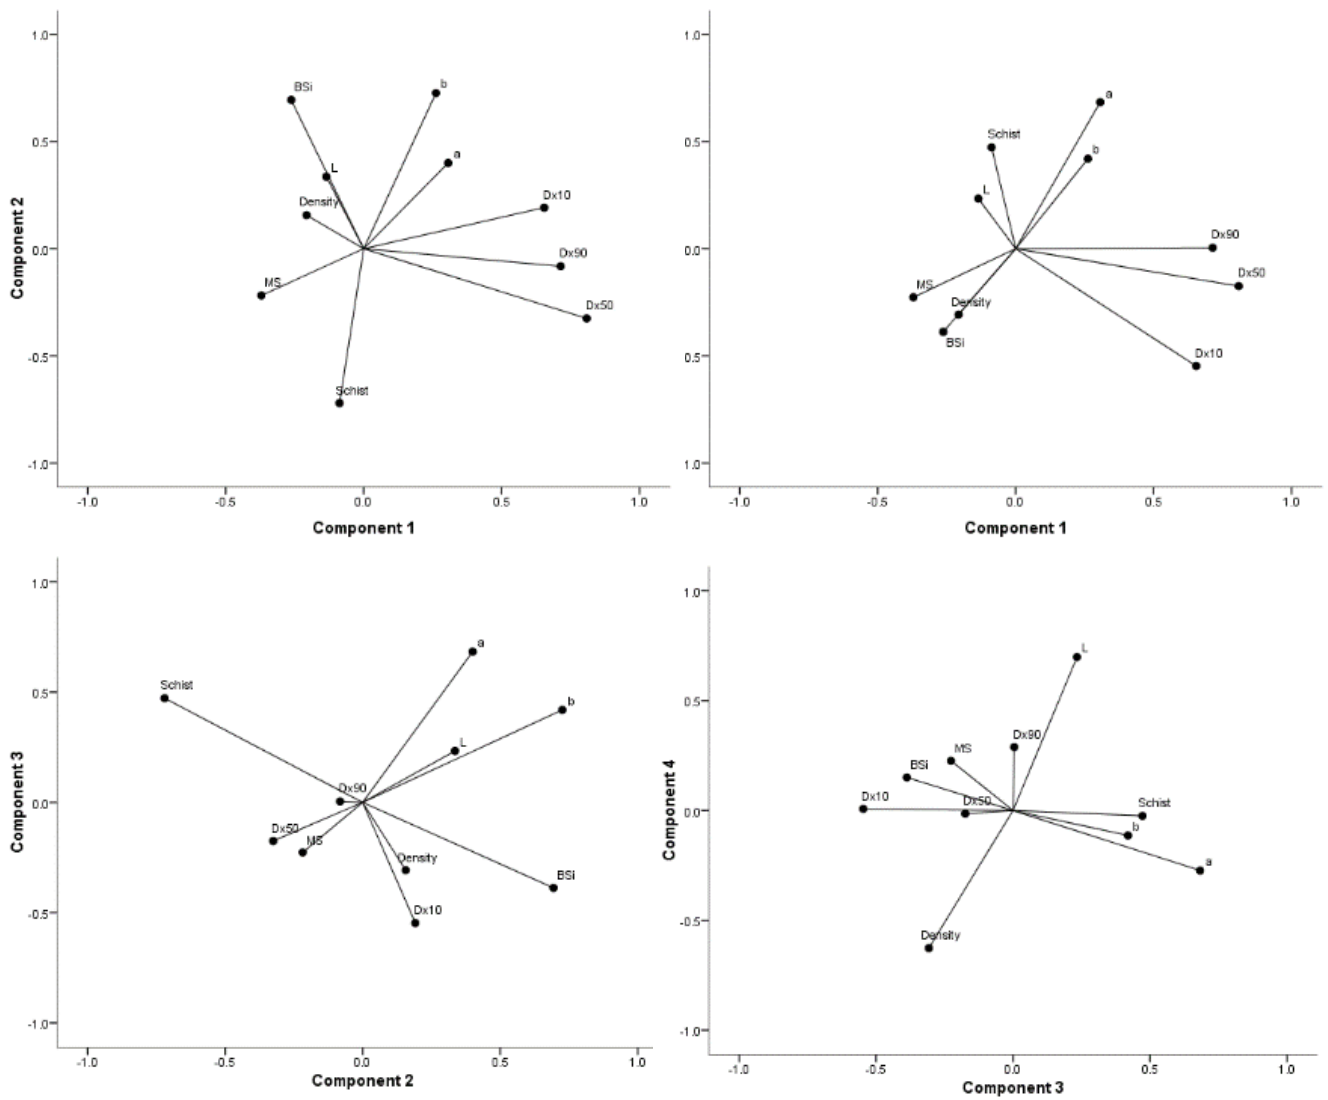 1.0
BSi
b
0.5
a
L
Density
Dx10
0.0
Dx90
MS
Dx50
-0.5
Schist
-1.0
-1.0 -0.5 0.0 0.5 1.0
Component 2
Component 1
1.0
a
0.5
Schist
b
L
0.0
Dx90
Dx50
MS
Density
BSi
0.5
Dx10
1.0
-1.0 -0.5 0.0 0.5 1.0
Component 1
1.0
a
Schist
b
0.5
L
Dx90
0.0
Dx50
MS
Density
BSi
Dx10
-0.5
-1.0
-1.0 -0.5 0.0 0.5 1.0
Component 3
Component 2
1.0
L
0.5
Dx90
MS
BSi
Dx10
Dx50
Schist
0.0
b
a
-0.5
Density
-1.0
-1.0 -0.5 0.0 0.5 1.0
Component 4
Component 3